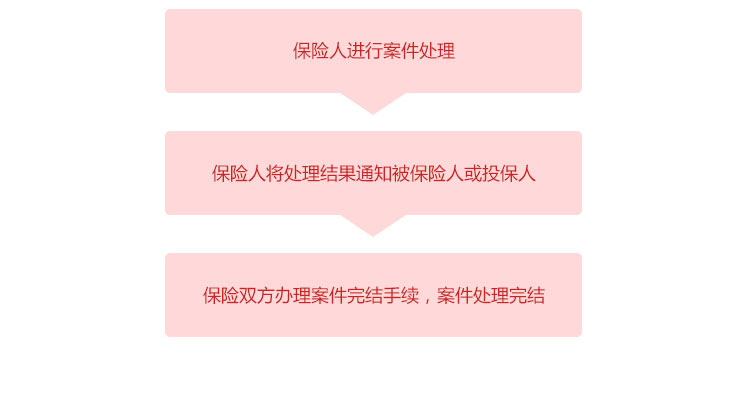 保险人进行案件处理
保险人将处理结果通知被保险人或投保人
保险双方办理案件完结手续，案件处理完结